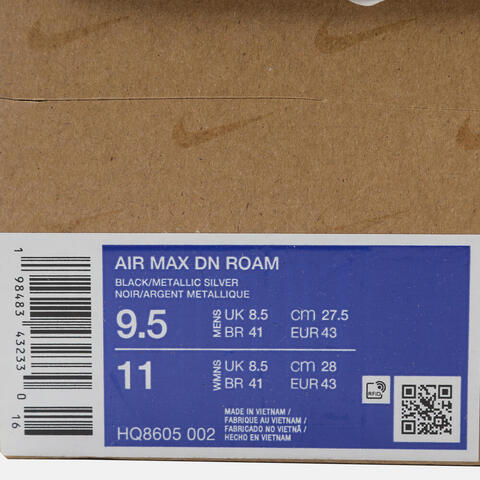 AIR MAX DN ROAM
BLACK/METALLIC SILVER
NOIR/ARGENT METALLIQUE
9.5 MENS UK 8.5 cm 27.5
BR 41 EUR 43
11 WMNS UK 8.5 cm 28
BR 41 EUR 43
HQ8605 002
MADE IN VIETNAM /
FABRIQUE AU VIETNAM /
FABRICADO NO VIETNÃ /
HECHO EN VIETNAM
RFID
1 98483 43233 0 16